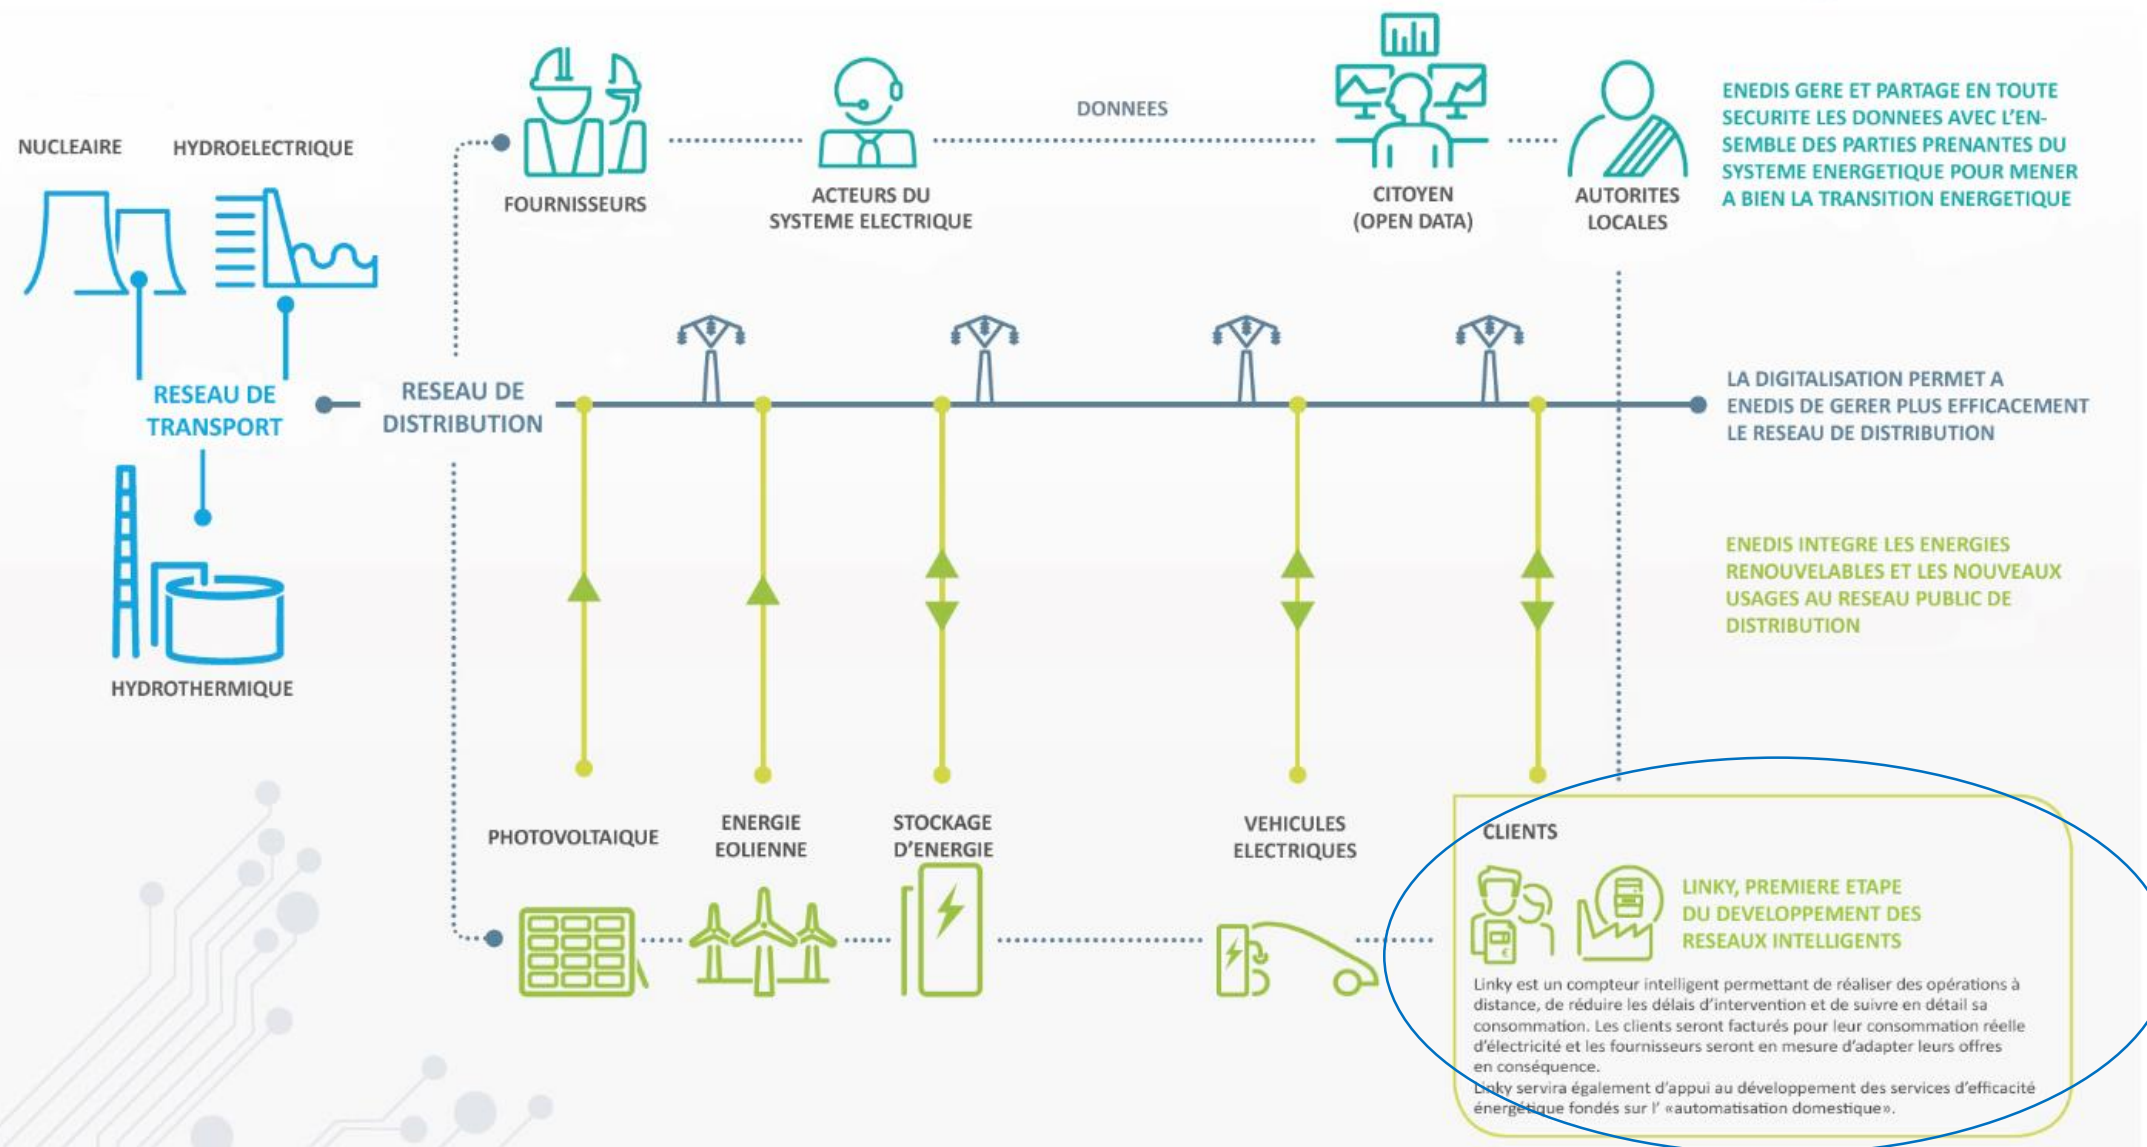 NUCLEAIRE
HYDROELECTRIQUE
RESEAU DE
TRANSPORT
HYDROTHERMIQUE
RESEAU DE
DISTRIBUTION
FOURNISSEURS
ACTEURS DU
SYSTEME ELECTRIQUE
DONNEES
CITOYEN
(OPEN DATA)
AUTORITES
LOCALES
ENEDIS GERE ET PARTAGE EN TOUTE
SECURITE LES DONNEES AVEC L'EN-
SEMBLE DES PARTIES PRENANTES DU
SYSTEME ENERGETIQUE POUR MENER
A BIEN LA TRANSITION ENERGETIQUE
LA DIGITALISATION PERMET A
ENEDIS DE GERER PLUS EFFICACEMENT
LE RESEAU DE DISTRIBUTION
ENEDIS INTEGRE LES ENERGIES
RENOUVELABLES ET LES NOUVEAUX
USAGES AU RESEAU PUBLIC DE
DISTRIBUTION
PHOTOVOLTAIQUE
ENERGIE
EOLIENNE
STOCKAGE
D'ENERGIE
VEHICULES
ELECTRIQUES
CLIENTS
€
LINKY, PREMIERE ETAPE
DU DEVELOPPEMENT DES
RESEAUX INTELLIGENTS
Linky est un compteur intelligent permettant de réaliser des opérations à
distance, de réduire les délais d'intervention et de suivre en détail sa
consommation. Les clients seront facturés pour leur consommation réelle
d'électricité et les fournisseurs seront en mesure d'adapter leurs offres
en conséquence.
Linky servira également d'appui au développement des services d'efficacité
énergétique fondés sur l' «automatisation domestique».